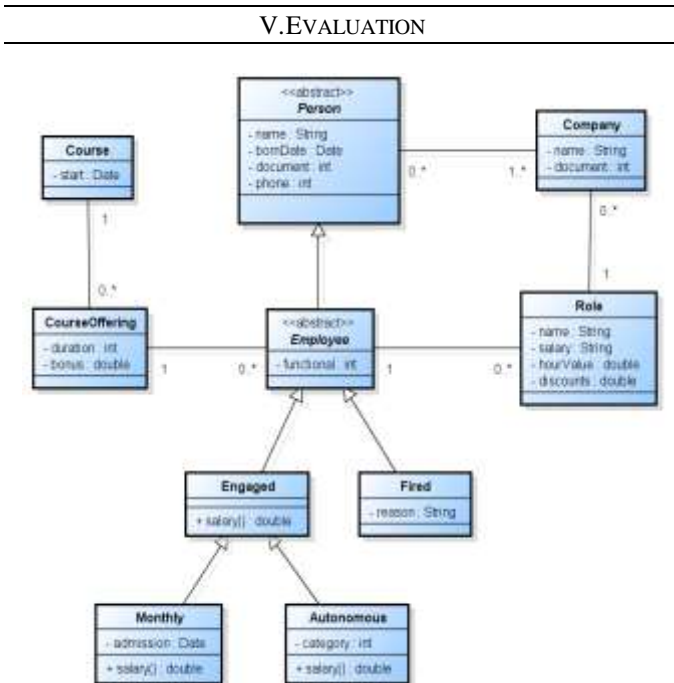 V.EVALUATION
<<abstract>>
Person
- name : String
- bornDate : Date
- document : int
- phone : int
Company
- name : String
- document : int
Course
- start : Date
0..*
1..*
1
0..*
0..*
1
CourseOffering
- duration : int
- bonus : double
<<abstract>>
Employee
- functional : int
Role
- name : String
- salary : String
- hourValue : double
- discounts : double
1
0..*
1
0..*
Engaged
+ salary() : double
Fired
- reason : String
Monthly
- admission : Date
+ salary() : double
Autonomous
- category : int
+ salary() : double